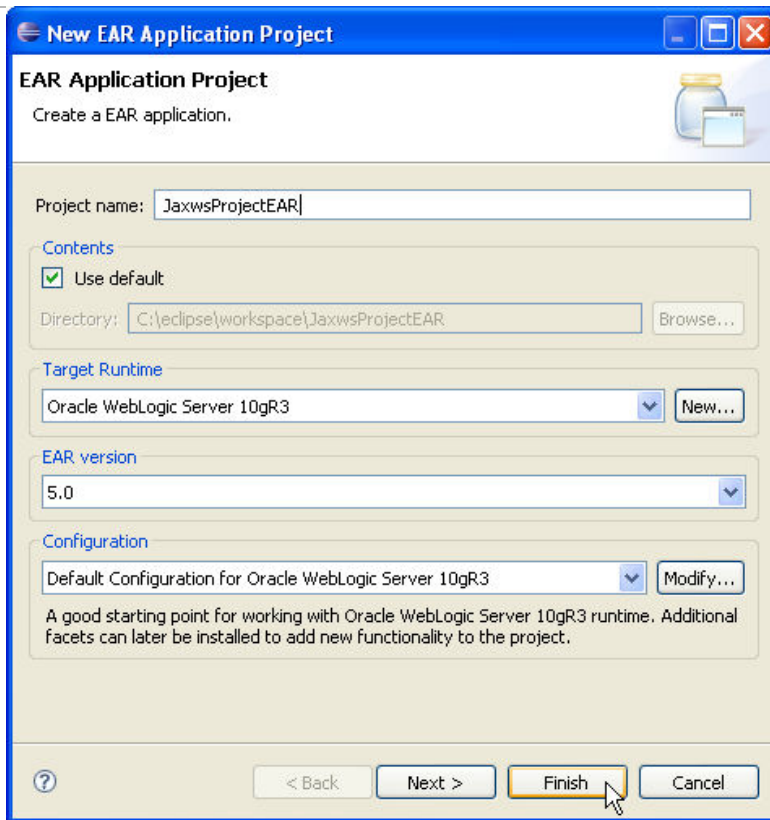 New EAR Application Project
EAR Application Project
Create a EAR application.
Project name: JaxwsProjectEAR
Contents
Use default
Directory: C:\eclipse\workspace\JaxwsProjectEAR Browse...
Target Runtime
Oracle WebLogic Server 10gR3 New...
EAR version
5.0
Configuration
Default Configuration for Oracle WebLogic Server 10gR3 Modify...
A good starting point for working with Oracle WebLogic Server 10gR3 runtime. Additional
facets can later be installed to add new functionality to the project.
? < Back Next > Finish Cancel